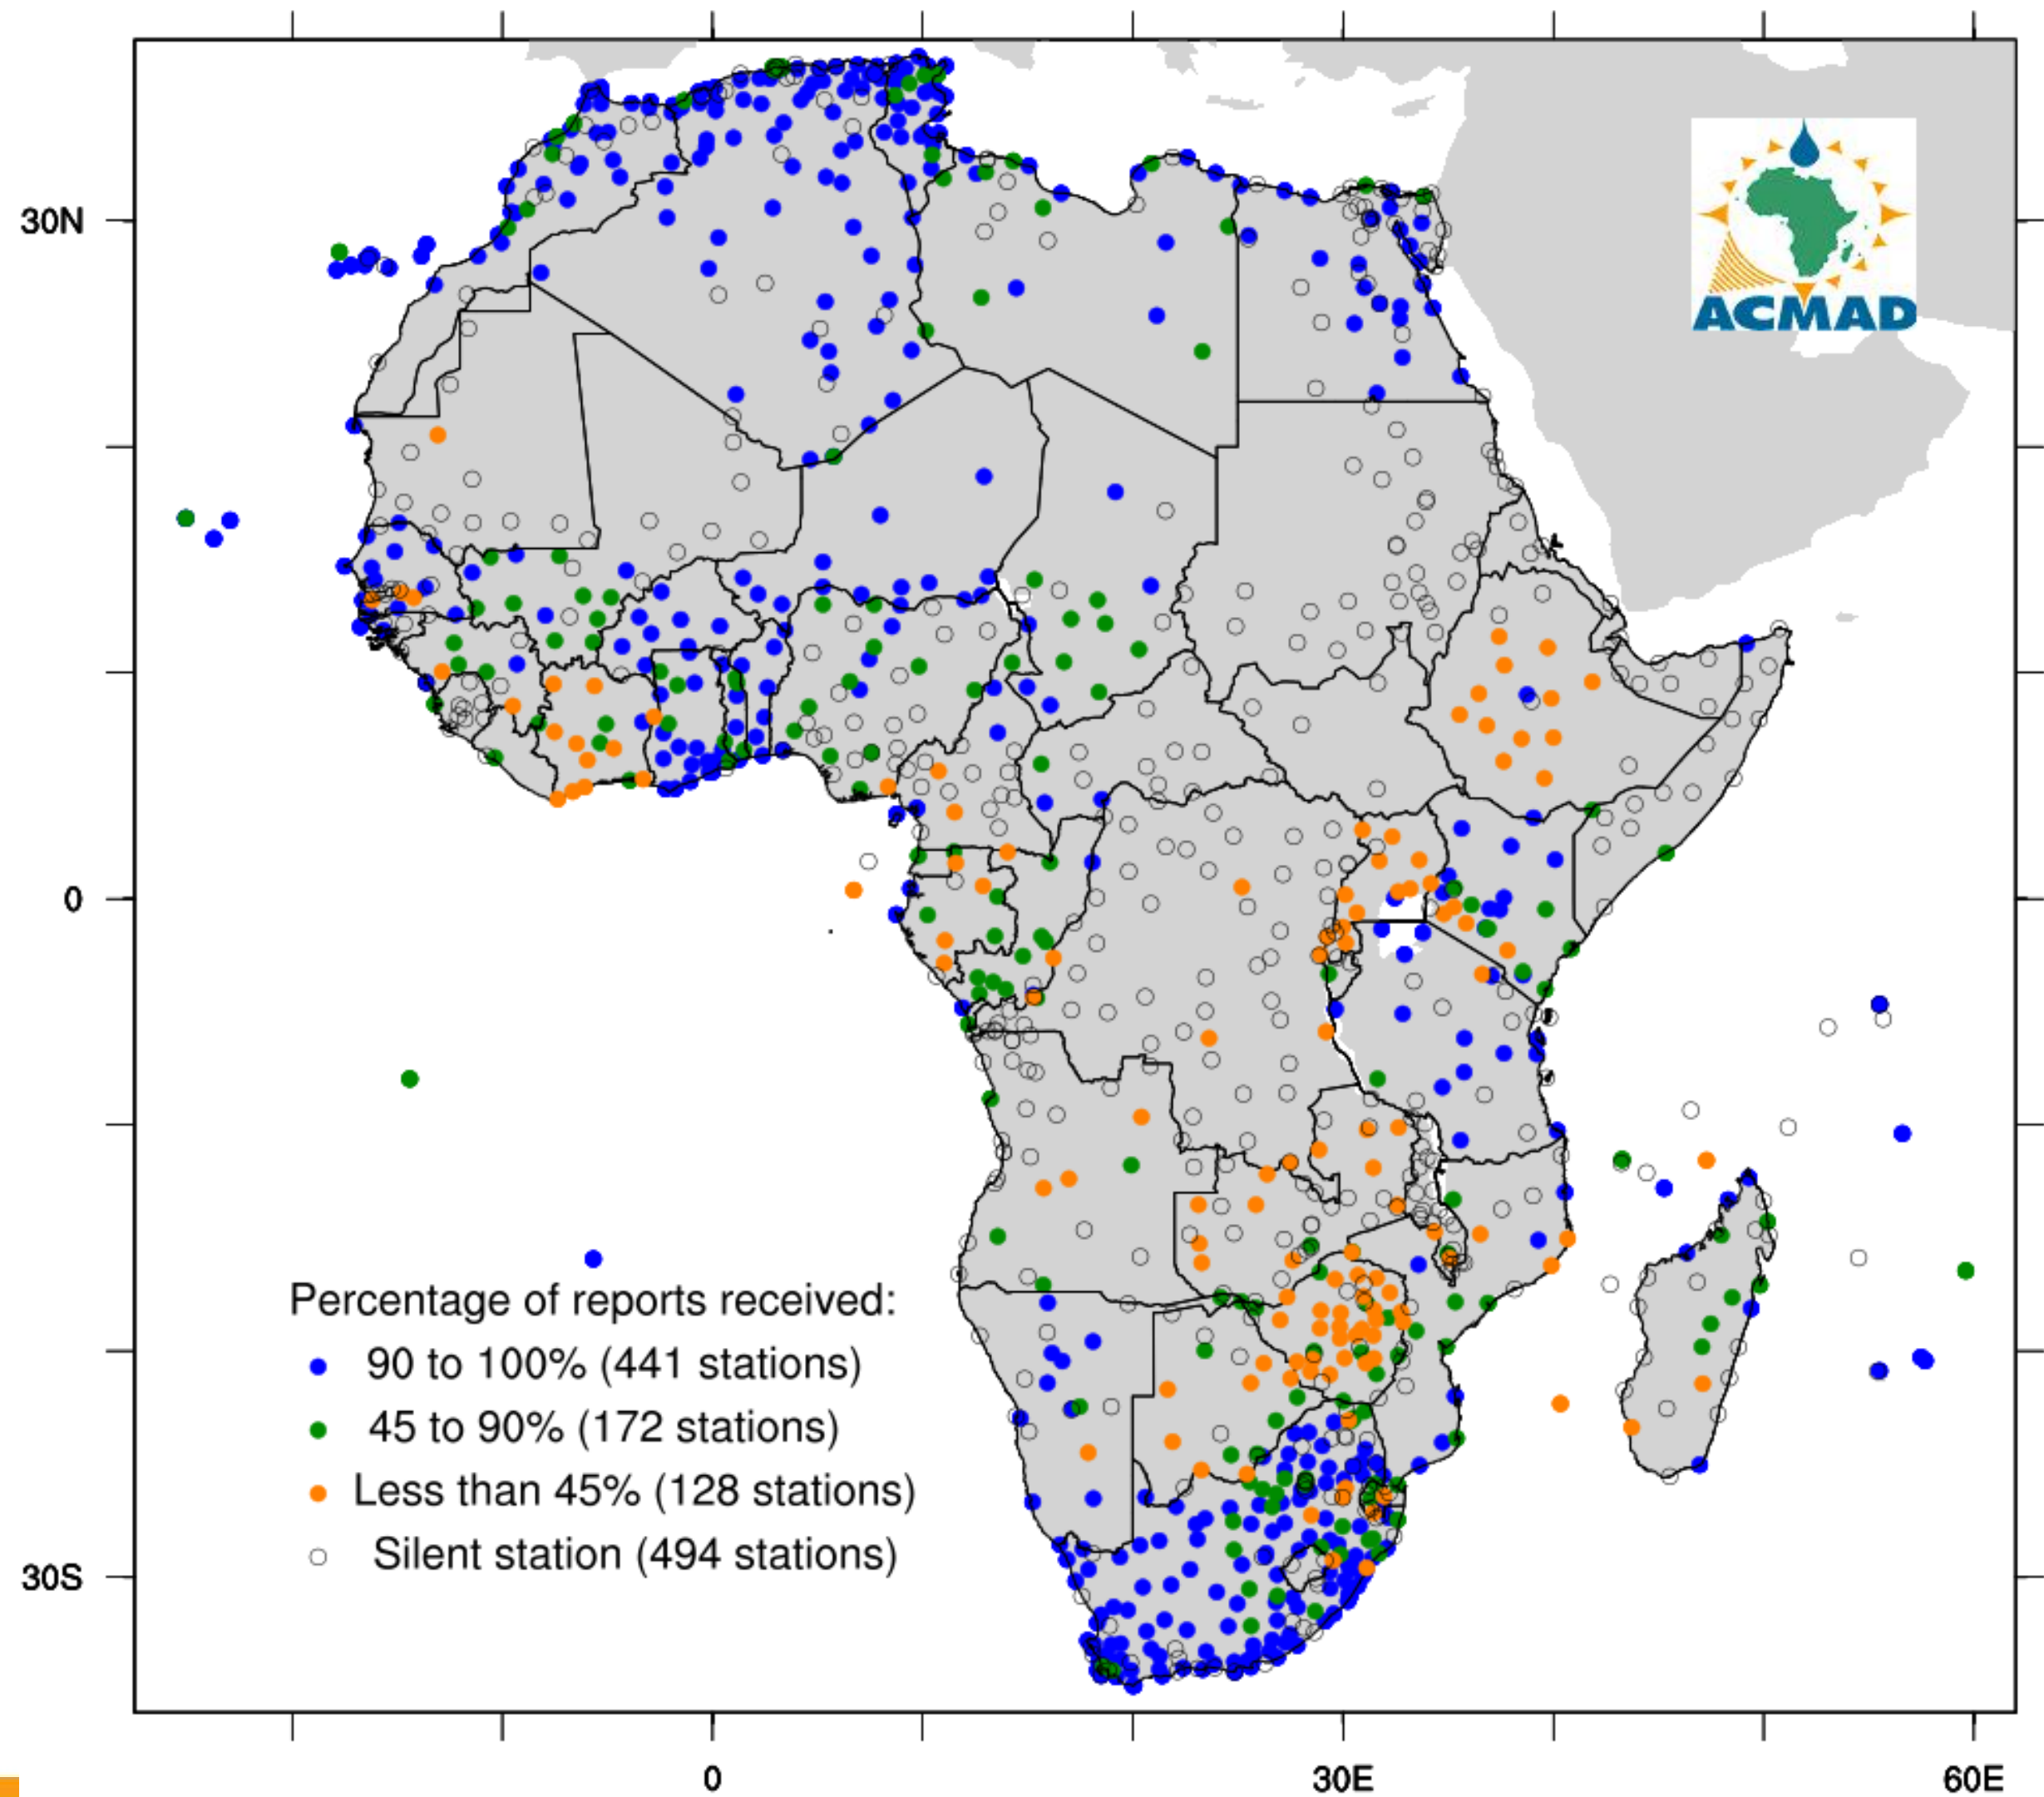 ACMAD
30N
0
30S
Percentage of reports received:
90 to 100% (441 stations)
45 to 90% (172 stations)
Less than 45% (128 stations)
Silent station (494 stations)
0
30E
60E